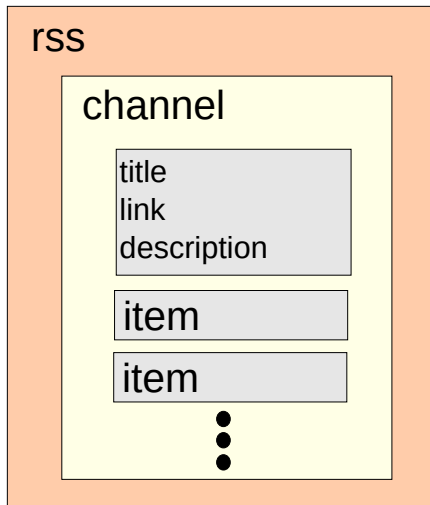 rss
channel
title
link
description
item
item